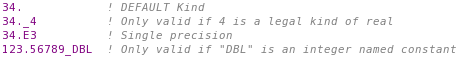 34.             ! DEFAULT Kind
34._4           ! Only valid if 4 is a legal kind of real
34.E3           ! Single precision
123.56789_DBL   ! Only valid if "DBL" is an integer named constant